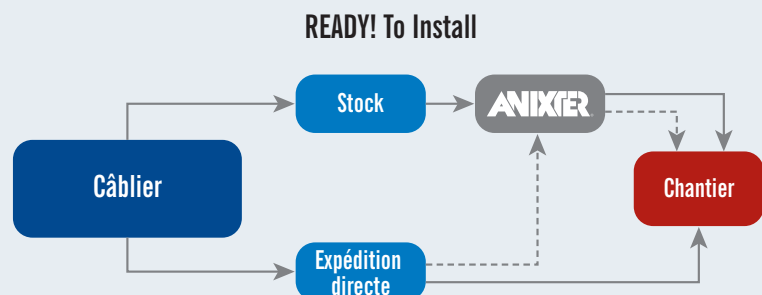 READY! To Install
Stock
ANIXTER
Câblier
Chantier
Expédition
directe